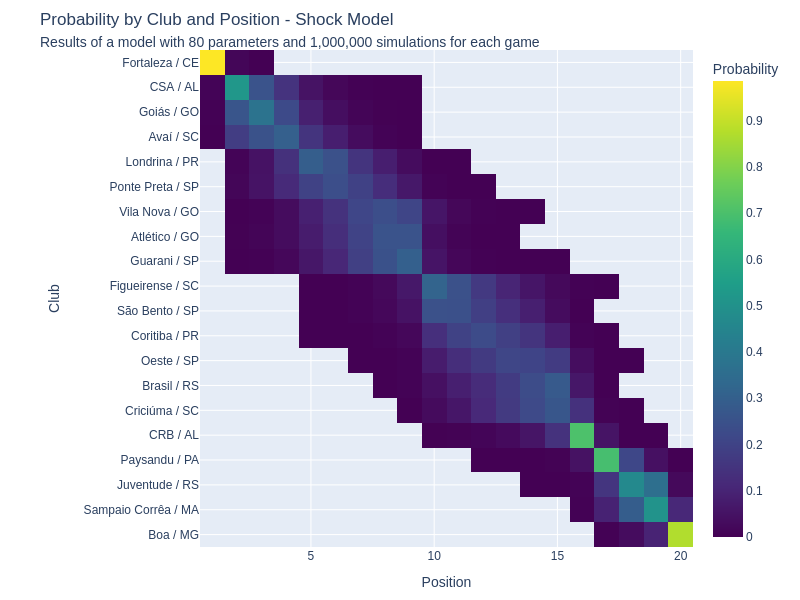 Probability by Club and Position - Shock Model
Results of a model with 80 parameters and 1,000,000 simulations for each game
Probability
Club
Fortaleza / CE
CSA / AL
Goiás / GO
Avaí / SC
Londrina / PR
Ponte Preta / SP
Vila Nova / GO
Atlético / GO
Guarani / SP
Figueirense / SC
São Bento / SP
Coritiba / PR
Oeste / SP
Brasil / RS
Criciúma / SC
CRB / AL
Paysandu / PA
Juventude / RS
Sampaio Corrêa / MA
Boa / MG
0.9
0.8
0.7
0.6
0.5
0.4
0.3
0.2
0.1
0
5 10 15 20
Position